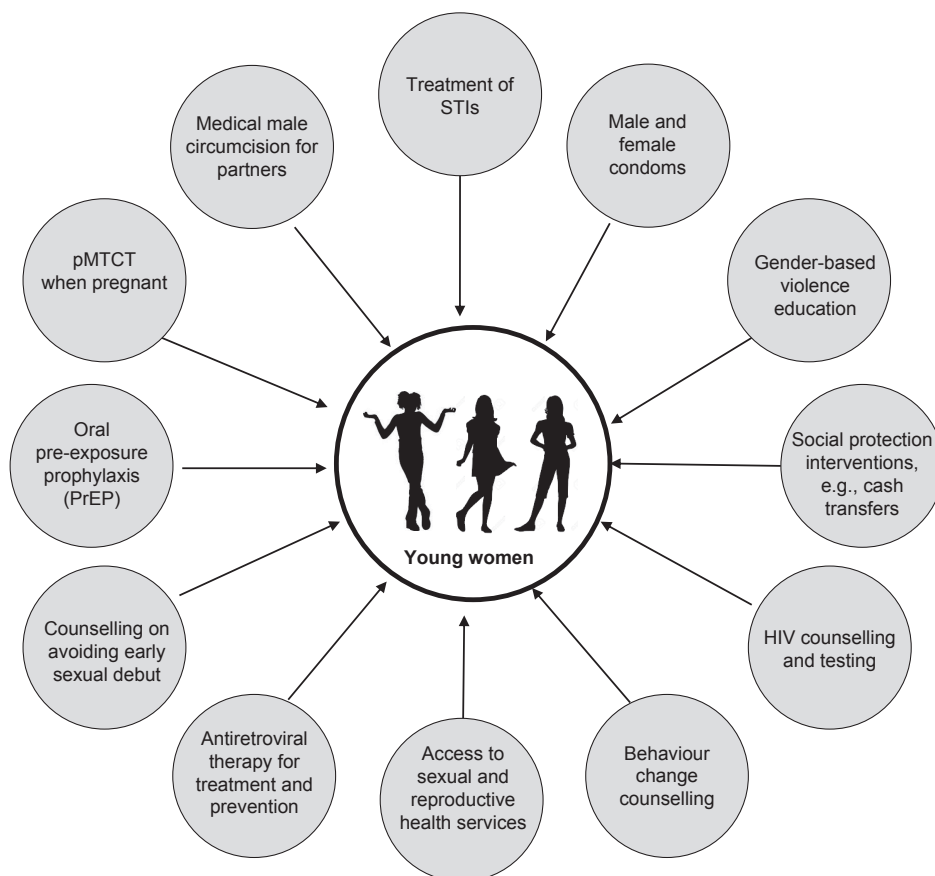 Treatment of
STIs
Male and
female
condoms
Gender-based
violence
education
Social protection
interventions,
e.g., cash
transfers
HIV counselling
and testing
Behaviour
change
counselling
Access to
sexual and
reproductive
health services
Antiretroviral
therapy for
treatment and
prevention
Counselling on
avoiding early
sexual debut
Oral
pre-exposure
prophylaxis
(PrEP)
pMTCT
when pregnant
Medical male
circumcision for
partners
Young women